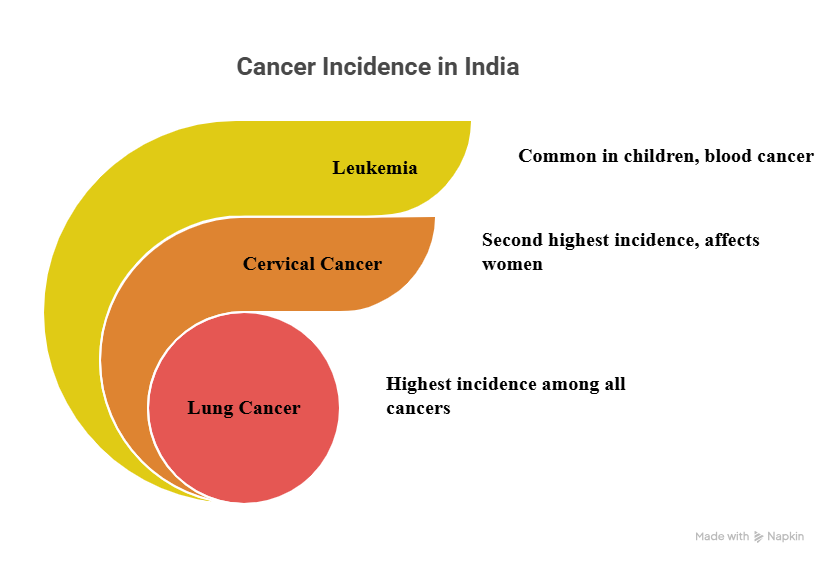 Cancer Incidence in India
Leukemia
Common in children, blood cancer
Cervical Cancer
Second highest incidence, affects
women
Lung Cancer
Highest incidence among all
cancers
Made with Napkin